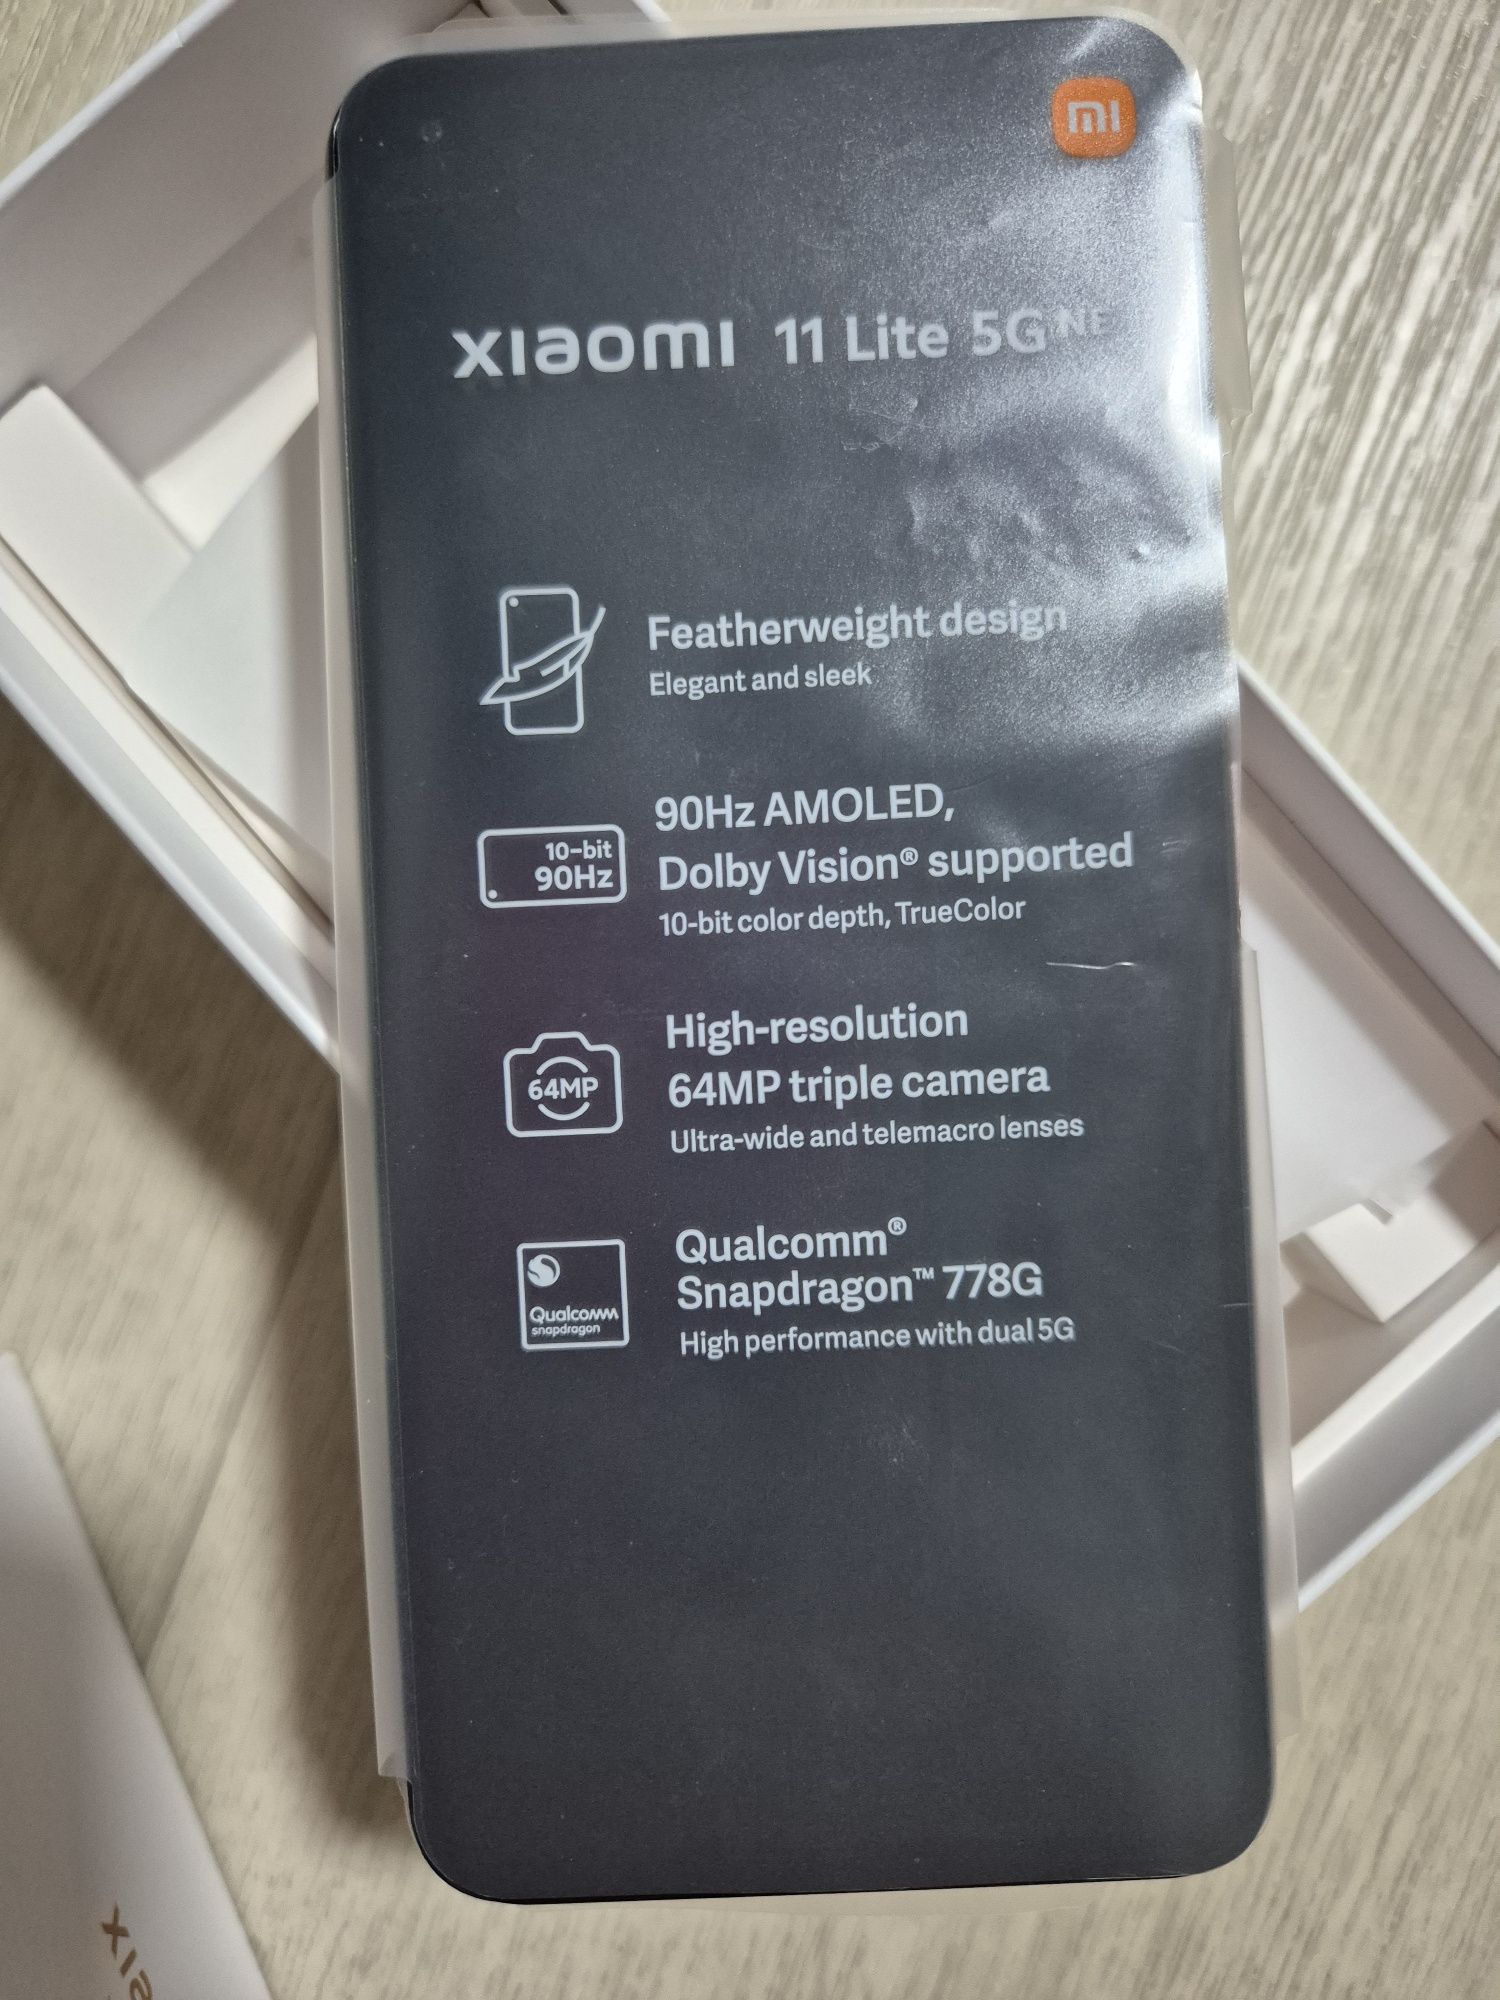 mi
xiaomi 11 Lite 5G NE
Featherweight design
Elegant and sleek
10-bit
90Hz
90Hz AMOLED,
Dolby Vision® supported
10-bit color depth, TrueColor
64MP
High-resolution
64MP triple camera
Ultra-wide and telemacro lenses
Qualcomm
snapdragon
Qualcomm®
Snapdragon™ 778G
High performance with dual 5G
xia